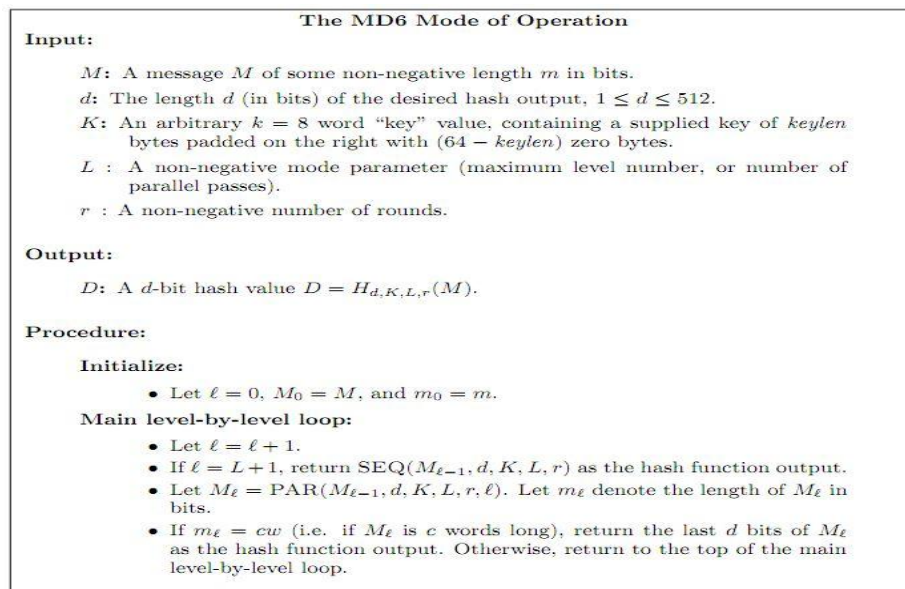 The MD6 Mode of Operation
Input:
M: A message M of some non-negative length m in bits.
d: The length d (in bits) of the desired hash output, 1 ≤ d ≤ 512.
K: An arbitrary k = 8 word “key” value, containing a supplied key of keylen
bytes padded on the right with (64 − keylen) zero bytes.
L : A non-negative mode parameter (maximum level number, or number of
parallel passes).
r : A non-negative number of rounds.
Output:
D: A d-bit hash value D = H_{d,K,L,r}(M).
Procedure:
Initialize:
• Let ℓ = 0, M₀ = M, and m₀ = m.
Main level-by-level loop:
• Let ℓ = ℓ + 1.
• If ℓ = L + 1, return SEQ(M_{ℓ−1}, d, K, L, r) as the hash function output.
• Let M_ℓ = PAR(M_{ℓ−1}, d, K, L, r, ℓ). Let m_ℓ denote the length of M_ℓ in
bits.
• If m_ℓ = cw (i.e. if M_ℓ is c words long), return the last d bits of M_ℓ
as the hash function output. Otherwise, return to the top of the main
level-by-level loop.